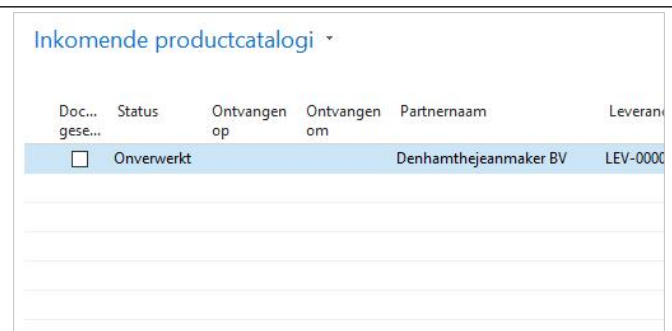 Inkomende productcatalogi
Doc... Status Ontvangen Ontvangen Partnernaam Leveran
gese... op om
Onverwerkt Denhamthejeanmaker BV LEV-0000